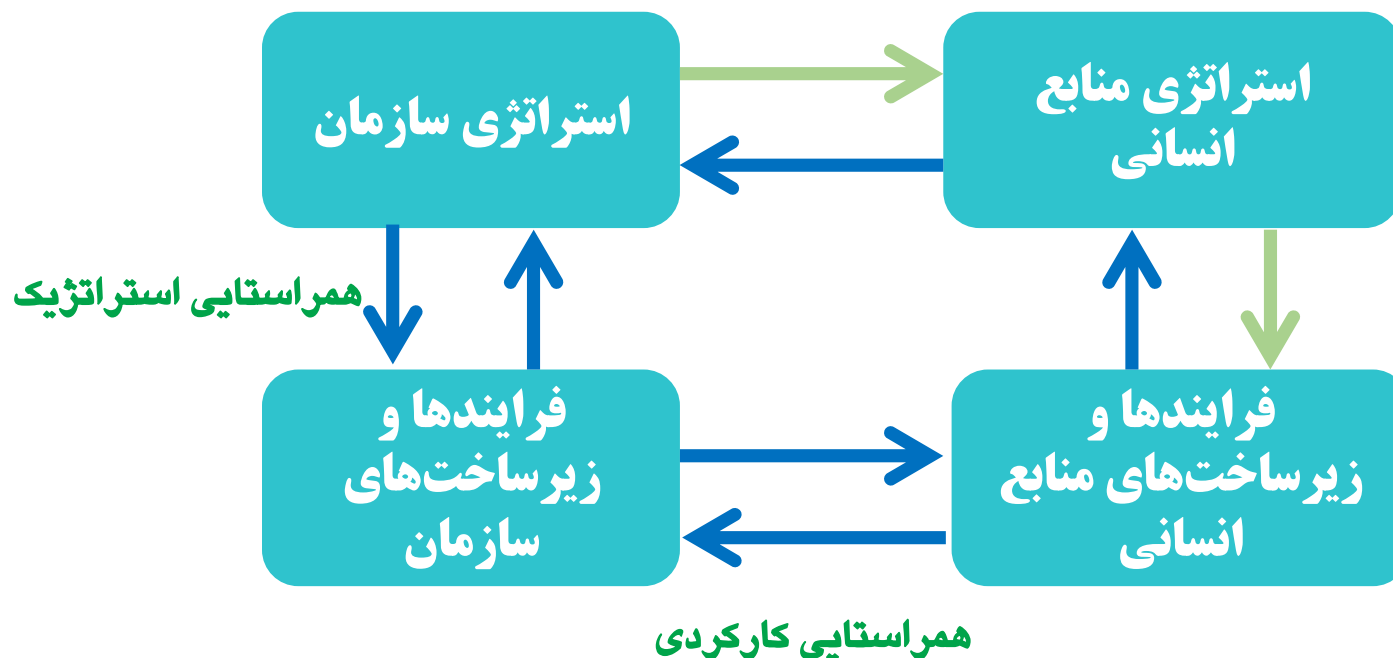 استراتژی منابع
انسانی
استراتژی سازمان
همراستایی استراتژیک
فرایندها و
زیرساخت‌های منابع
انسانی
فرایندها و
زیرساخت‌های
سازمان
همراستایی کارکردی